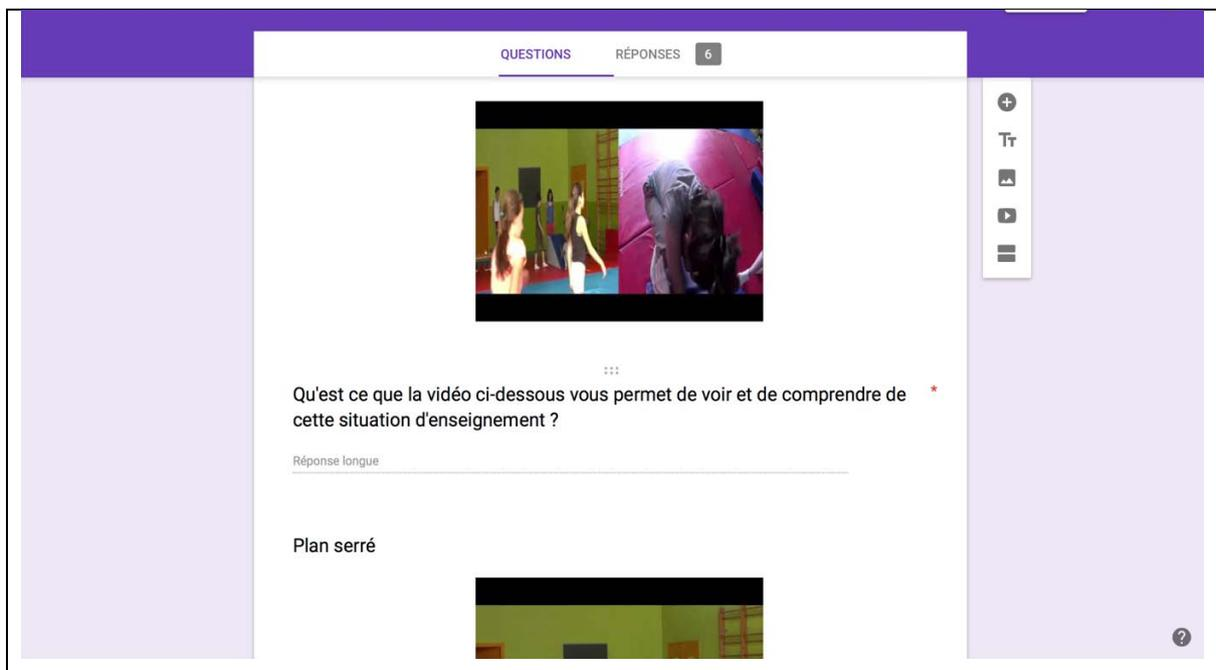 QUESTIONS RÉPONSES 6
Qu'est ce que la vidéo ci-dessous vous permet de voir et de comprendre de *
cette situation d'enseignement ?
Réponse longue
Plan serré